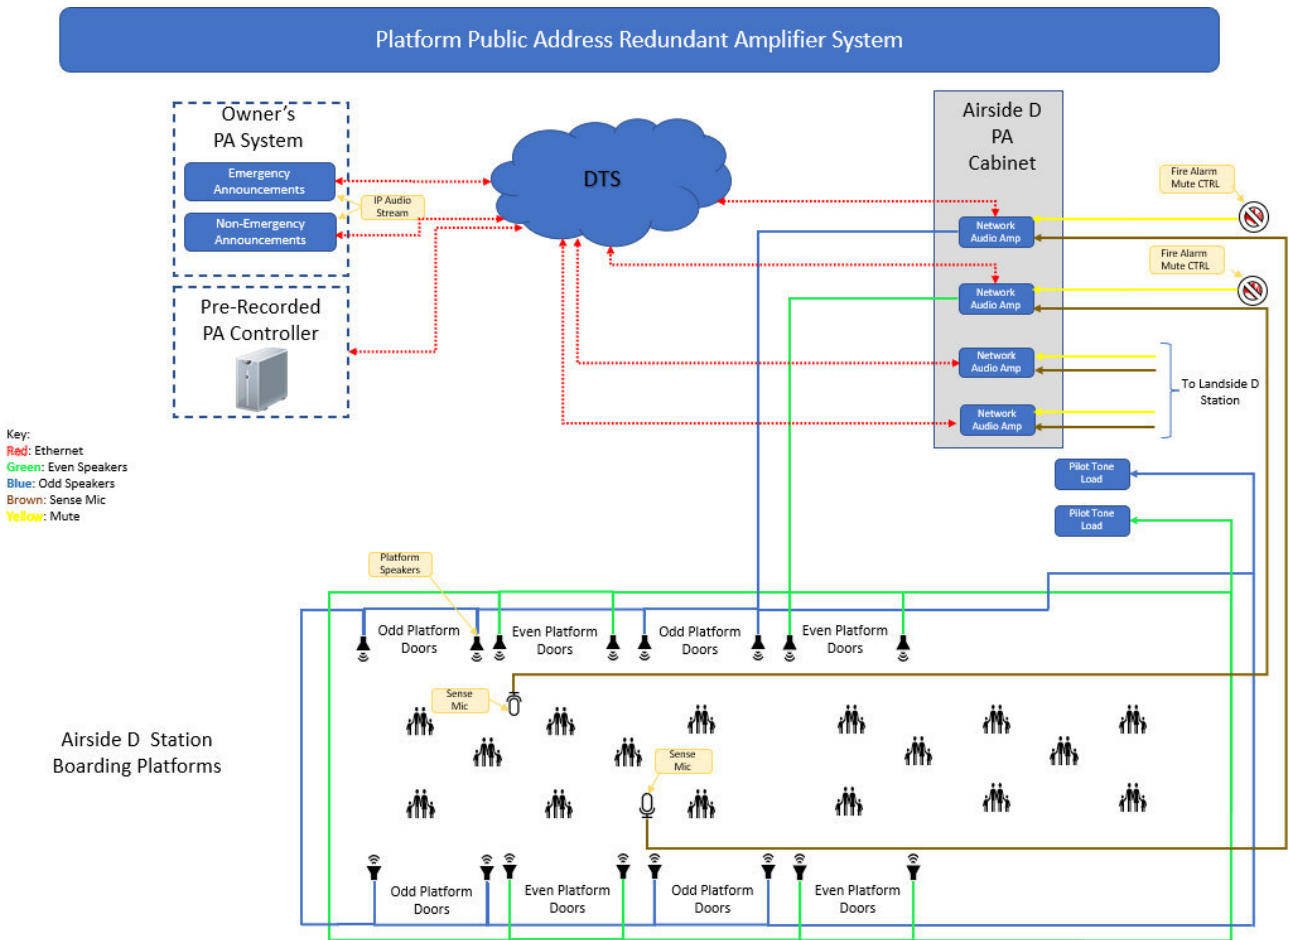 Platform Public Address Redundant Amplifier System
Owner's
PA System
Emergency
Announcements
Non-Emergency
Announcements
IP Audio
Stream
Pre-Recorded
PA Controller
DTS
Airside D
PA
Cabinet
Network
Audio Amp
Network
Audio Amp
Network
Audio Amp
Network
Audio Amp
Fire Alarm
Mute CTRL
Fire Alarm
Mute CTRL
To Landside D
Station
Key:
Red: Ethernet
Green: Even Speakers
Blue: Odd Speakers
Brown: Sense Mic
Yellow: Mute
Pilot Tone
Load
Pilot Tone
Load
Platform
Speakers
Odd Platform
Doors
Even Platform
Doors
Odd Platform
Doors
Even Platform
Doors
Sense
Mic
Sense
Mic
Airside D Station
Boarding Platforms
Odd Platform
Doors
Even Platform
Doors
Odd Platform
Doors
Even Platform
Doors